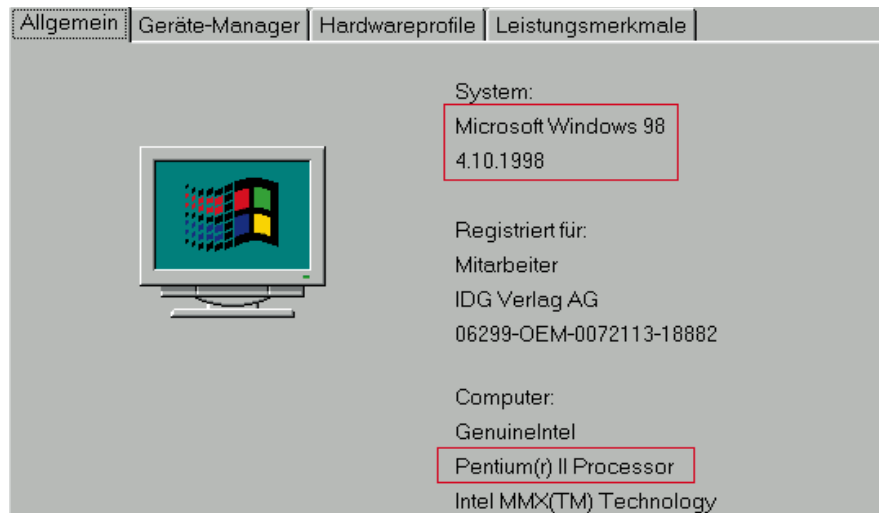 Allgemein Geräte-Manager Hardwareprofile Leistungsmerkmale
System:
Microsoft Windows 98
4.10.1998
Registriert für:
Mitarbeiter
IDG Verlag AG
06299-OEM-0072113-18882
Computer:
GenuineIntel
Pentium(r) II Processor
Intel MMX(TM) Technology